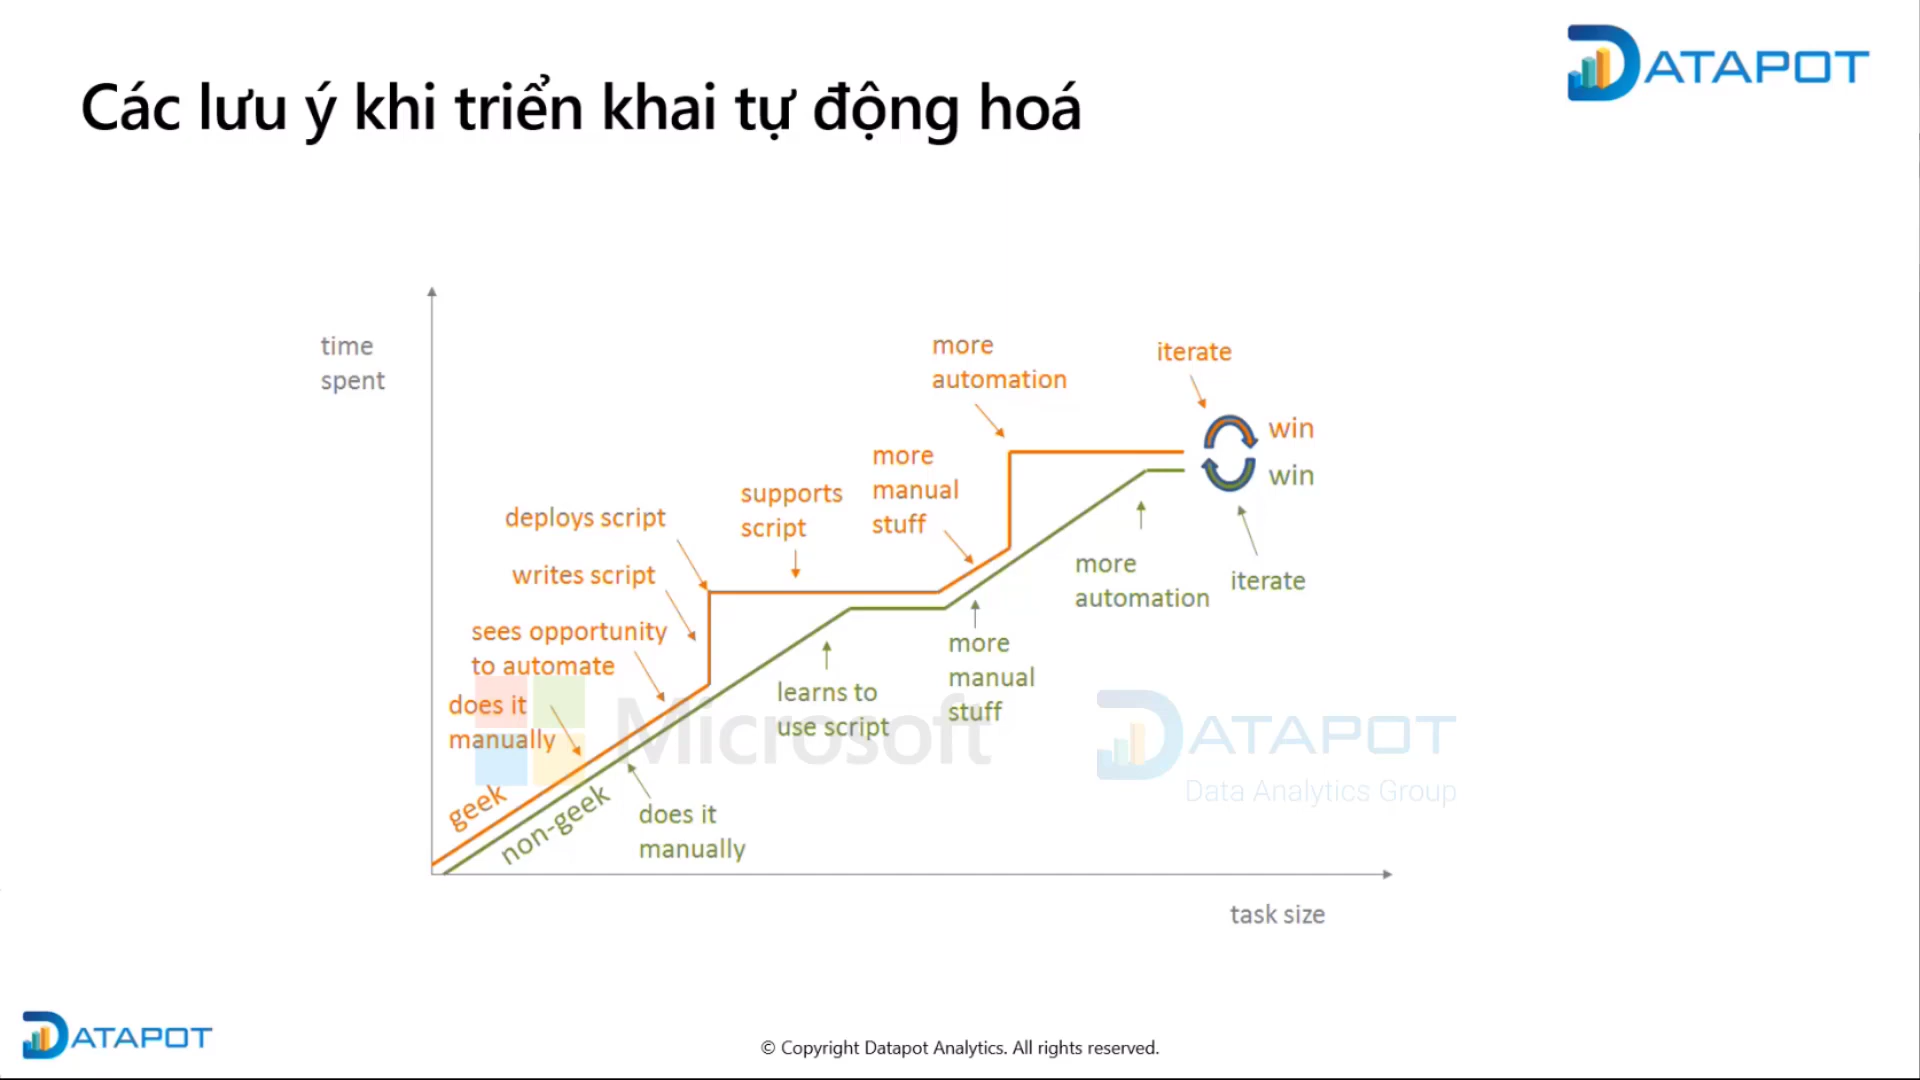 DATAPOT
Các lưu ý khi triển khai tự động hoá
time
spent
more
automation
iterate
win
win
more
manual
stuff
supports
script
deploys script
writes script
sees opportunity
to automate
does it
manually
geek
non-geek
does it
manually
learns to
use script
more
manual
stuff
more
automation
iterate
Microsoft
DATAPOT
Data Analytics Group
task size
DATAPOT
© Copyright Datapot Analytics. All rights reserved.